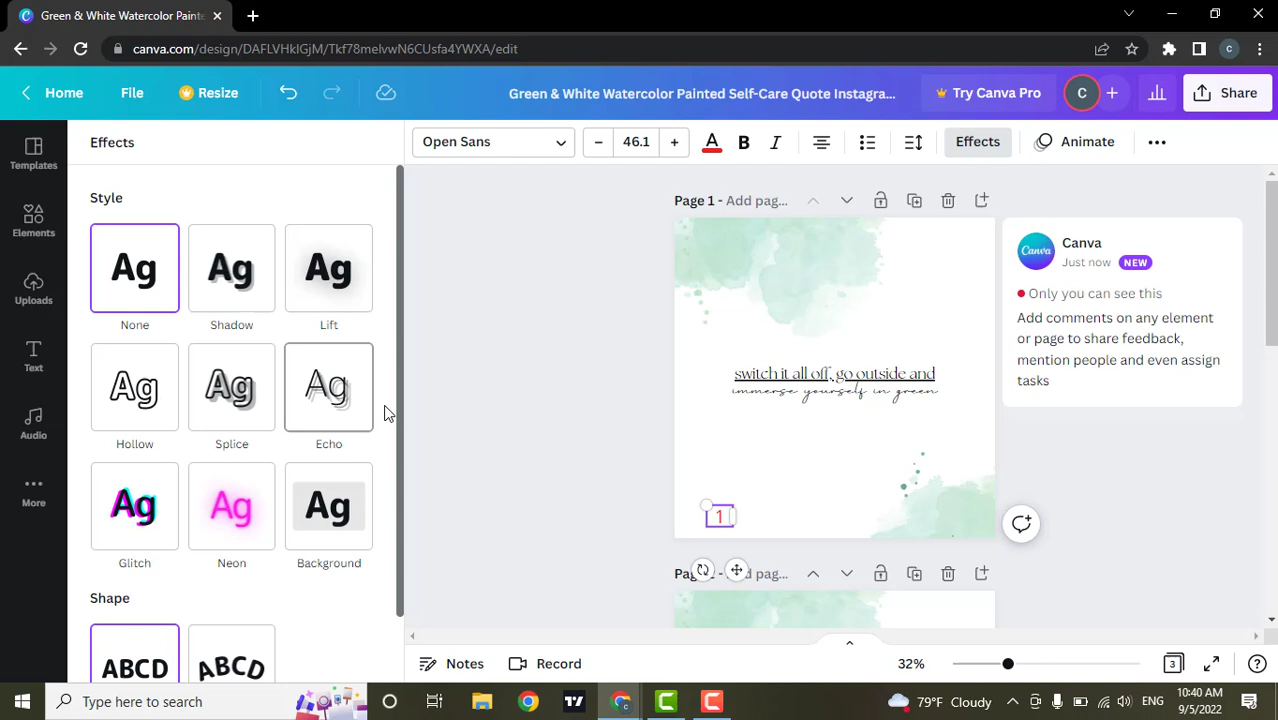 Green & White Watercolor Painte
canva.com/design/DAFLVHkIGjM/Tkf78melvwN6CUsfa4YWXA/edit
C
Home
File
Resize
Green & White Watercolor Painted Self-Care Quote Instagra...
Try Canva Pro
C
Share
Templates
Elements
Uploads
Text
Audio
More
Effects
Open Sans
46.1
A
B
I
Effects
Animate
Style
Ag
Ag
Ag
None
Shadow
Lift
Ag
Ag
Ag
Hollow
Splice
Echo
Ag
Ag
Ag
Glitch
Neon
Background
Shape
ABCD
ABCD
Page 1 - Add pag...
switch it all off, go outside and
immerse yourself in green
1
Canva
Canva
Just now
NEW
Only you can see this
Add comments on any element
or page to share feedback,
mention people and even assign
tasks
Notes
Record
32%
3
Type here to search
79°F Cloudy
ENG
10:40 AM
9/5/2022